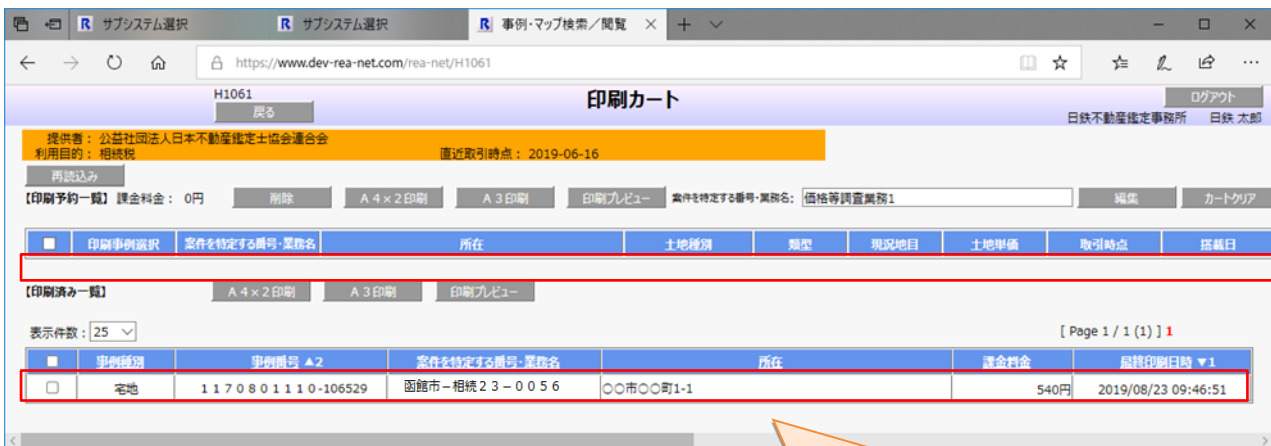 R サブシステム選択 R サブシステム選択 R 事例・マップ検索／閲覧
https://www.dev-rea-net.com/rea-net/H1061
H1061 印刷カート ログアウト
戻る 日鉄不動産鑑定事務所 日鉄 太郎
提供者： 公益社団法人日本不動産鑑定士協会連合会
利用目的： 相続税 直近取引時点： 2019-06-16
再読込み
【印刷予約一覧】 課金料金： 0円 削除 A４×２印刷 A３印刷 印刷プレビュー 案件を特定する番号・業務名: 価格等調査業務1 編集 カートクリア
印刷事例選択 案件を特定する番号・業務名 所在 土地種別 類型 現況地目 土地単価 取引時点 搭載日
【印刷済み一覧】 A４×２印刷 A３印刷 印刷プレビュー
表示件数：25 [ Page 1 / 1 (1) ] 1
事例種別 事例番号 ▲2 案件を特定する番号・業務名 所在 課金料金 最終印刷日時 ▼1
宅地 １１７０８０１１１０-106529 函館市－相続２３－００５６ 〇〇市〇〇町1-1 540円 2019/08/23 09:46:51